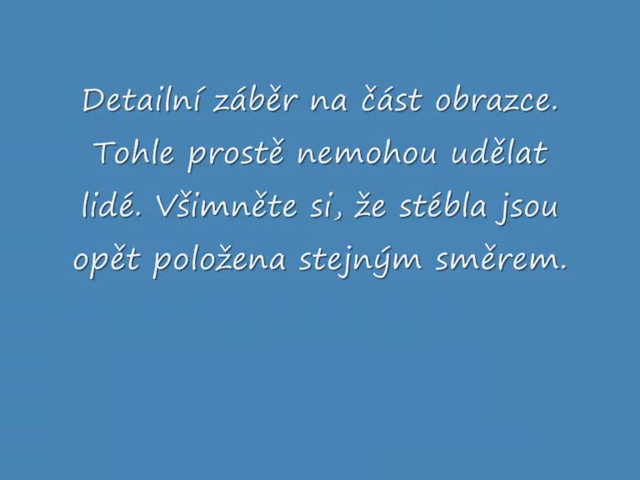 Detailní záběr na část obrazce.
Tohle prostě nemohou udělat
lidé. Všimněte si, že stébla jsou
opět položena stejným směrem.